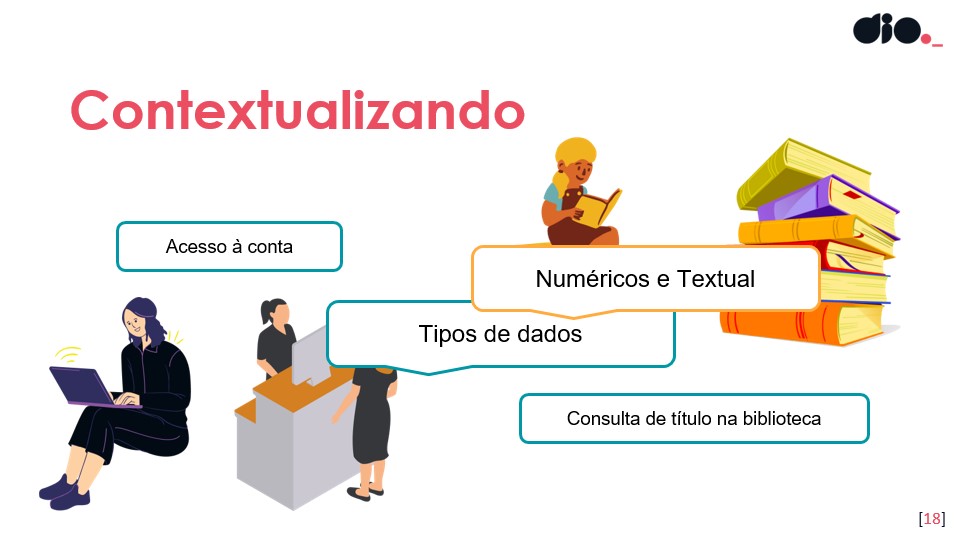 dio._
Contextualizando
Acesso à conta
Numéricos e Textual
Tipos de dados
Consulta de título na biblioteca
[18]